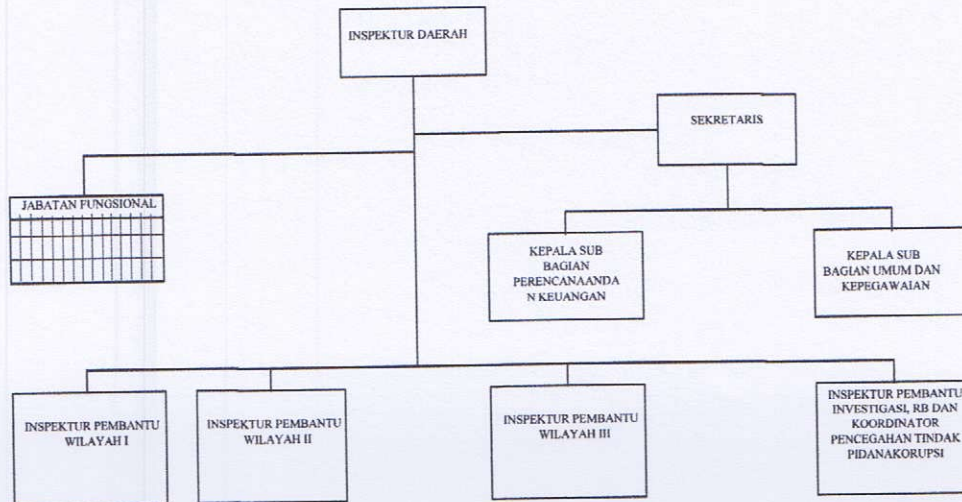 INSPEKTUR DAERAH
SEKRETARIS
JABATAN FUNGSIONAL
KEPALA SUB
BAGIAN
PERENCANAANDA
N KEUANGAN
KEPALA SUB
BAGIAN UMUM DAN
KEPEGAWAIAN
INSPEKTUR PEMBANTU
WILAYAH I
INSPEKTUR PEMBANTU
WILAYAH II
INSPEKTUR PEMBANTU
WILAYAH III
INSPEKTUR PEMBANTU
INVESTIGASI, RB DAN
KOORDINATOR
PENCEGAHAN TINDAK
PIDANAKORUPSI